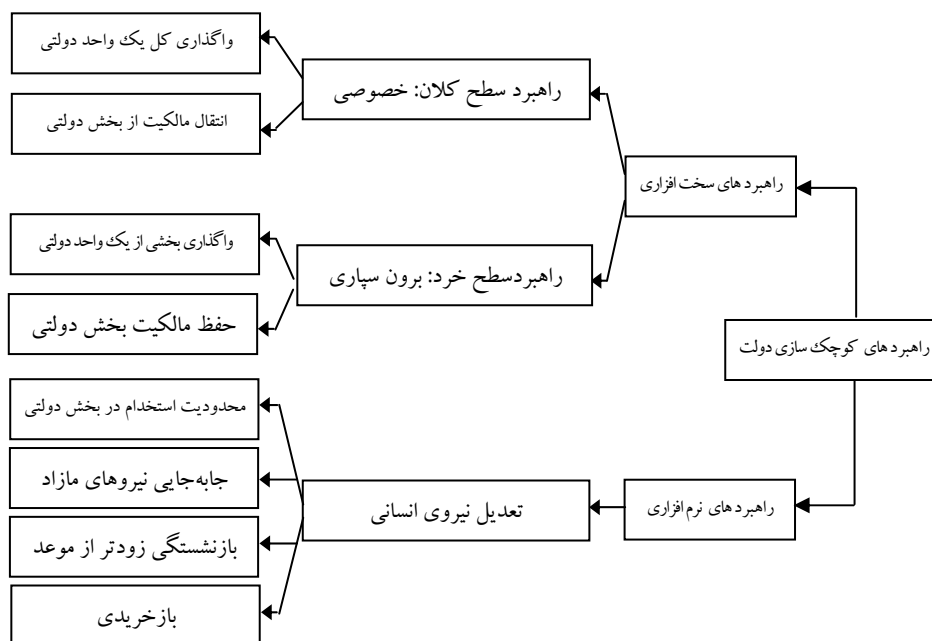 راهبردهای کوچک سازی دولت
راهبردهای سخت افزاری
راهبرد سطح کلان: خصوصی
واگذاری کل یک واحد دولتی
انتقال مالکیت از بخش دولتی
راهبردسطح خرد: برون سپاری
واگذاری بخشی از یک واحد دولتی
حفظ مالکیت بخش دولتی
راهبردهای نرم افزاری
تعدیل نیروی انسانی
محدودیت استخدام در بخش دولتی
جابه‌جایی نیروهای مازاد
بازنشستگی زودتر از موعد
بازخریدی